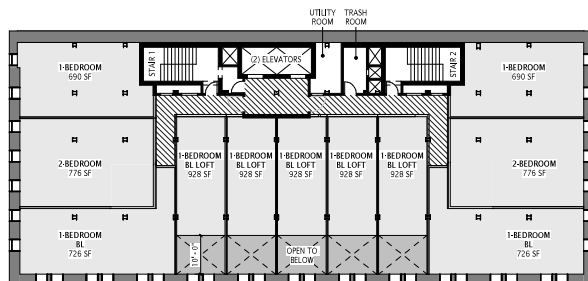 UTILITY
ROOM
TRASH
ROOM
1-BEDROOM
690 SF
STAIR 1
(2) ELEVATORS
STAIR 2
1-BEDROOM
690 SF
2-BEDROOM
776 SF
1-BEDROOM
BL LOFT
928 SF
1-BEDROOM
BL LOFT
928 SF
1-BEDROOM
BL LOFT
928 SF
1-BEDROOM
BL LOFT
928 SF
1-BEDROOM
BL LOFT
928 SF
2-BEDROOM
776 SF
1-BEDROOM
BL
726 SF
10'-0"
OPEN TO
BELOW
1-BEDROOM
BL
726 SF